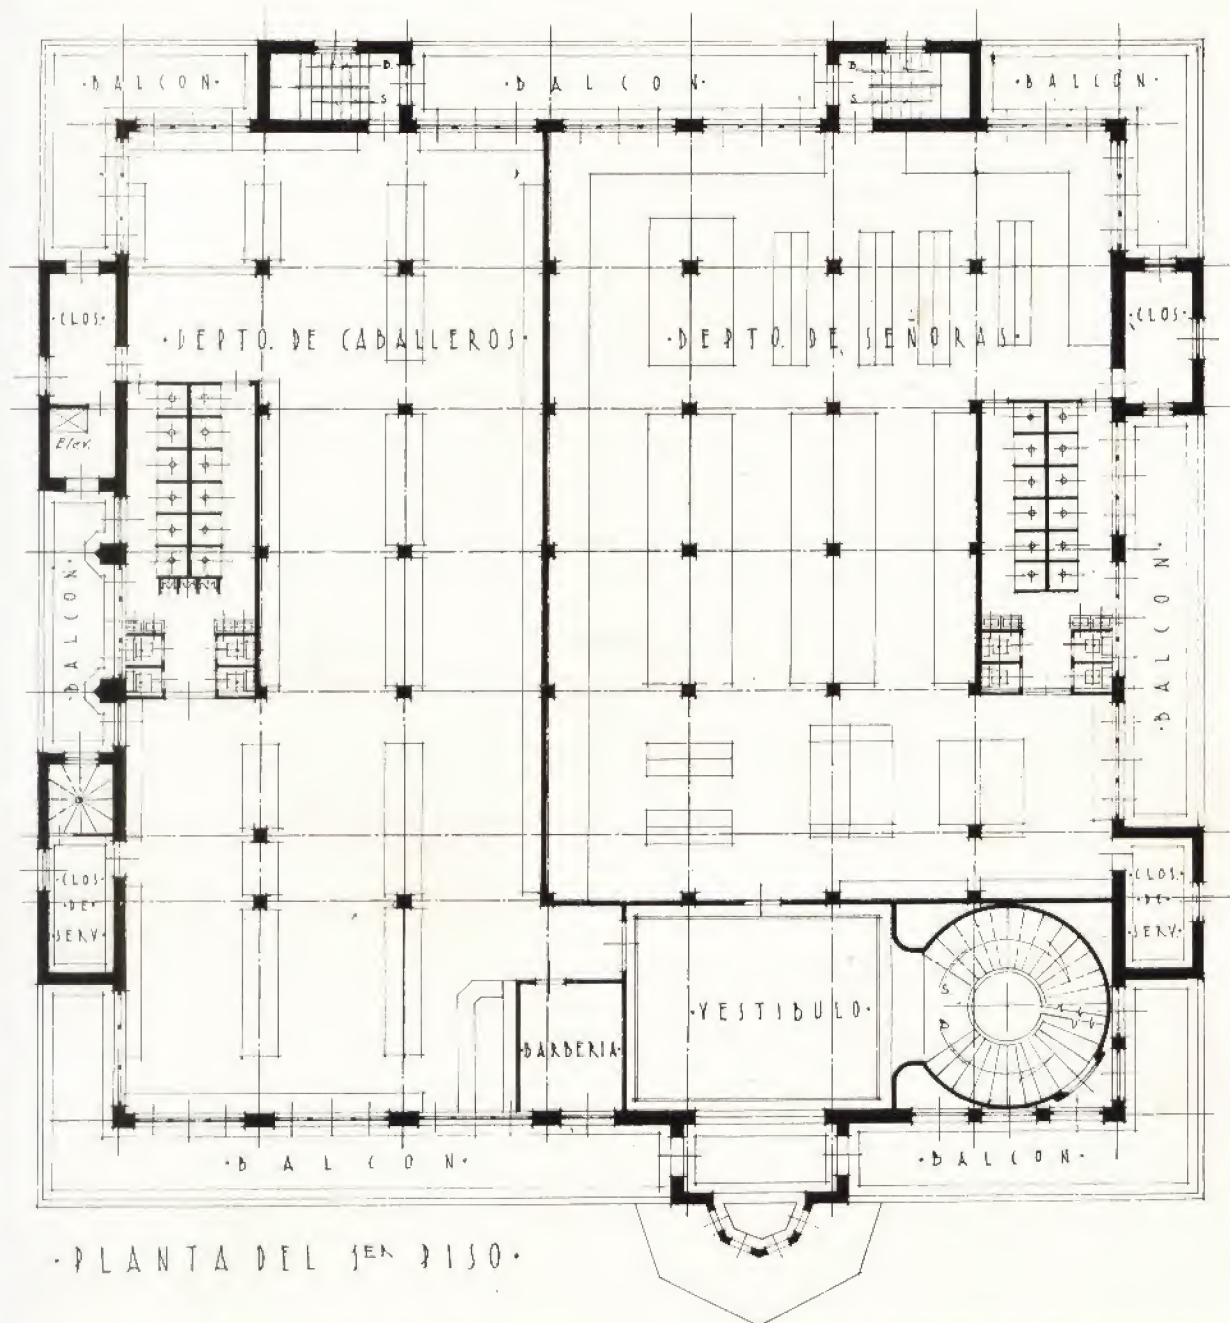 ·BALCON·
B
S
·BALCON·
B
S
·BALCON·
·CLOS.
·DEPTO. DE CABALLEROS·
·DEPTO. DE SEÑORAS·
·CLOS·
Elev.
·BALCON·
·BALCON·
·CLOS
·DE·
SERV·
·CLOS.
·DE·
·SERV.·
·VESTIBULO·
S
B
·BARBERIA·
·BALCON·
·BALCON·
·PLANTA DEL 1ER PISO·